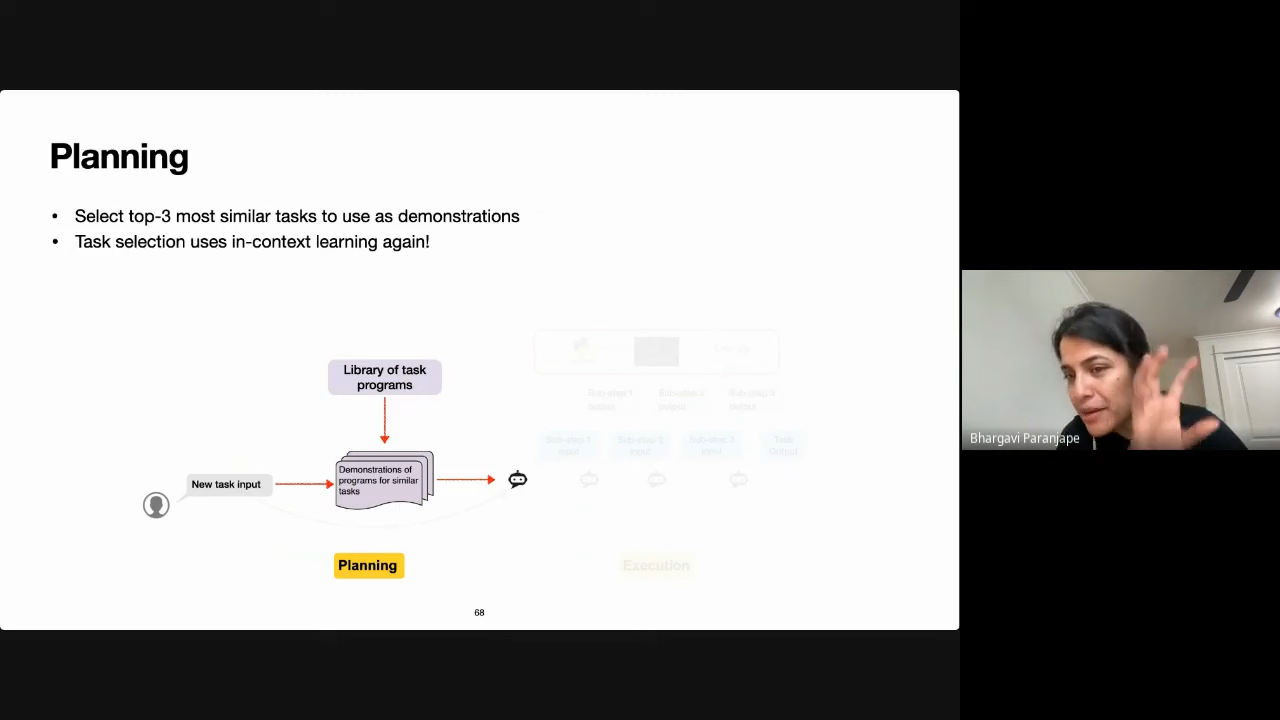 Planning
• Select top-3 most similar tasks to use as demonstrations
• Task selection uses in-context learning again!
Library of task
programs
Sub-step 1
output
Sub-step 2
output
Sub-step 3
output
Demonstrations of
programs for similar
tasks
Sub-step 1
input
Sub-step 2
input
Sub-step 3
input
Task
Output
New task input
Planning
Execution
68
Bhargavi Paranjape